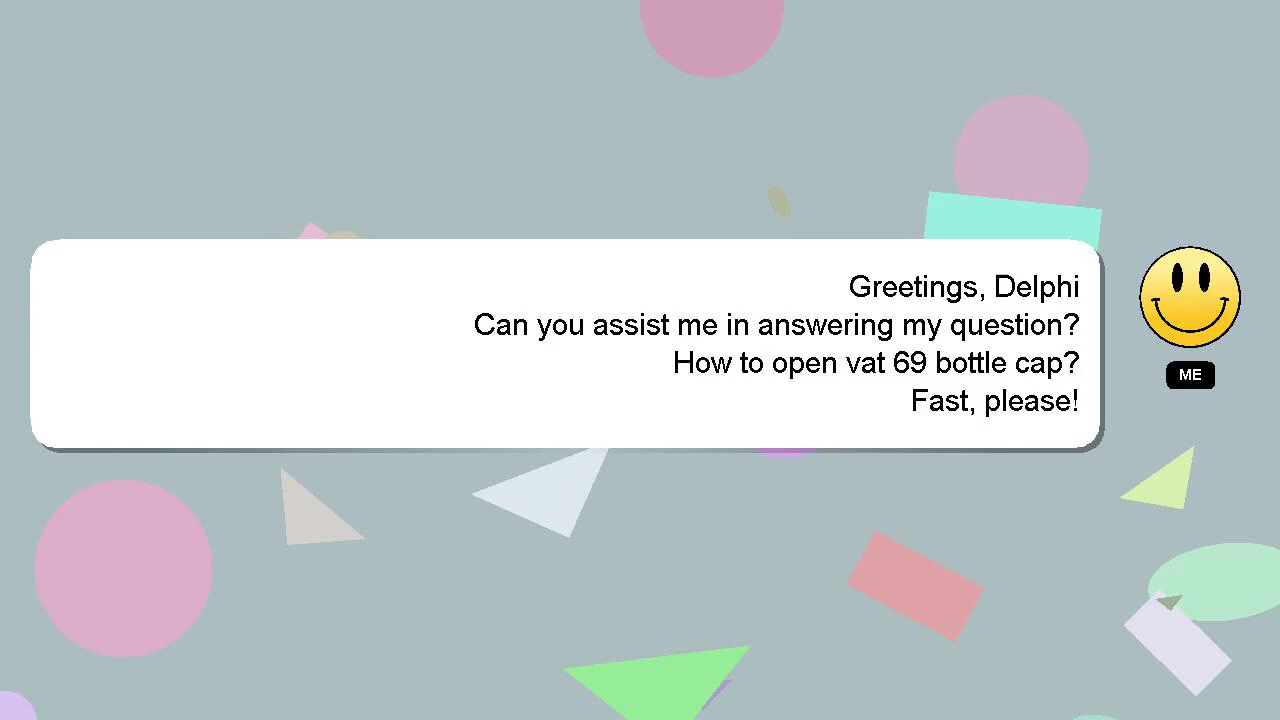 Greetings, Delphi
Can you assist me in answering my question?
How to open vat 69 bottle cap?
Fast, please!
ME